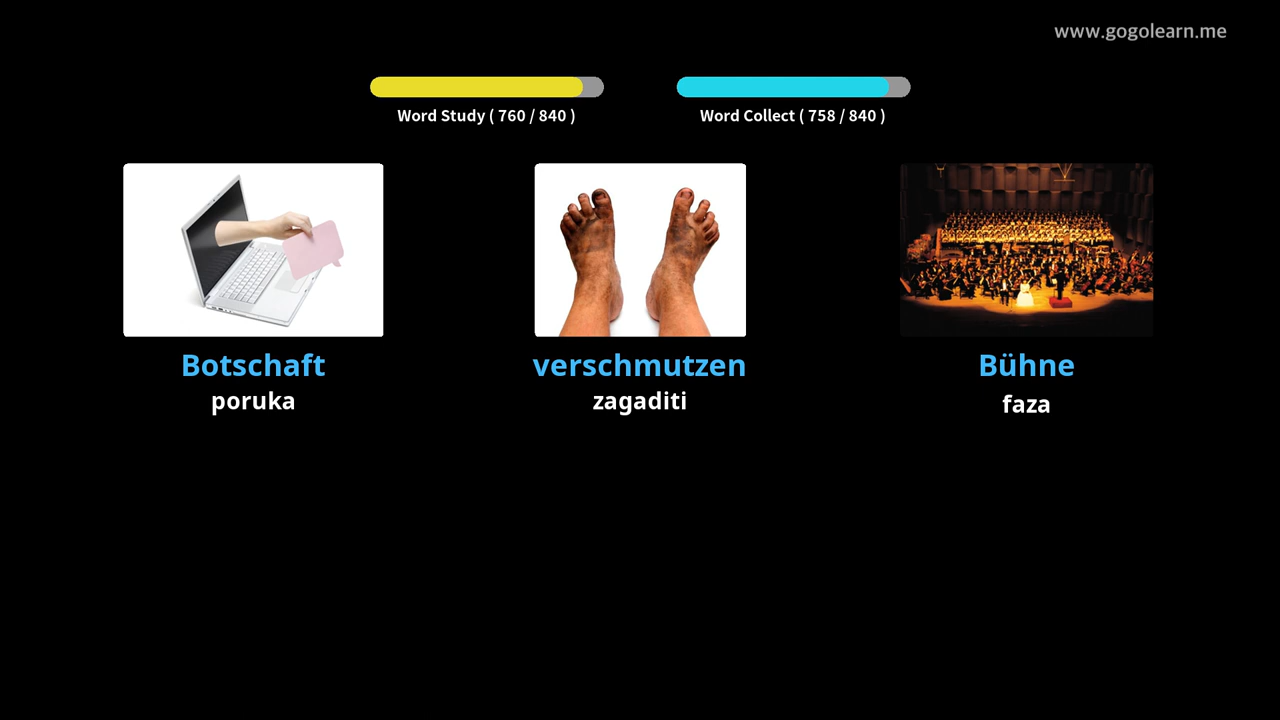 www.gogolearn.me
Word Study ( 760 / 840 )
Word Collect ( 758 / 840 )
Botschaft
poruka
verschmutzen
zagaditi
Bühne
faza